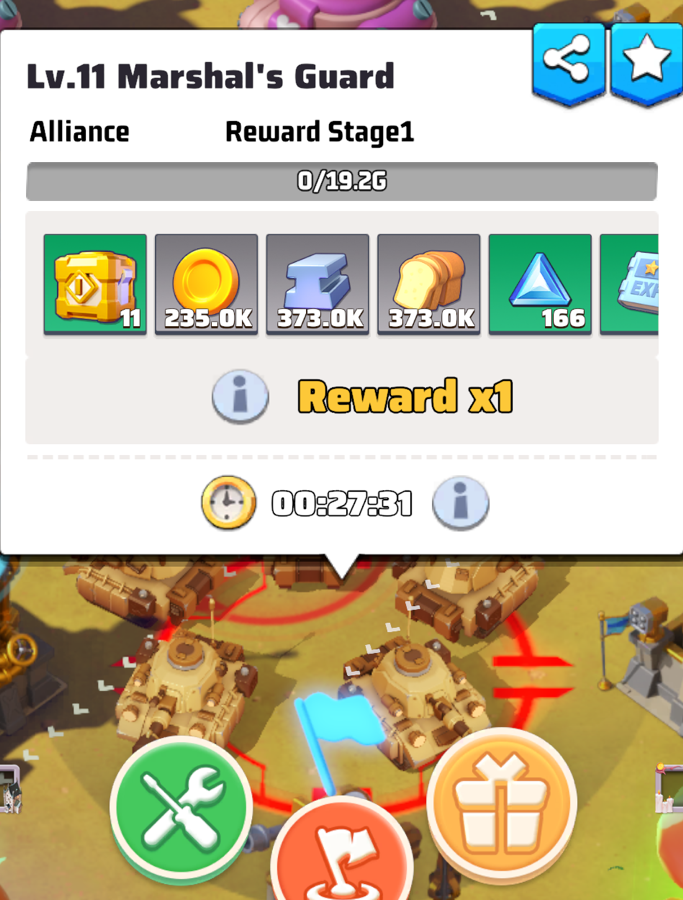 Lv.11 Marshal's Guard
Alliance Reward Stage1
0/19.2G
11 235.0K 373.0K 373.0K 166
EXP
Reward x1
00:27:31